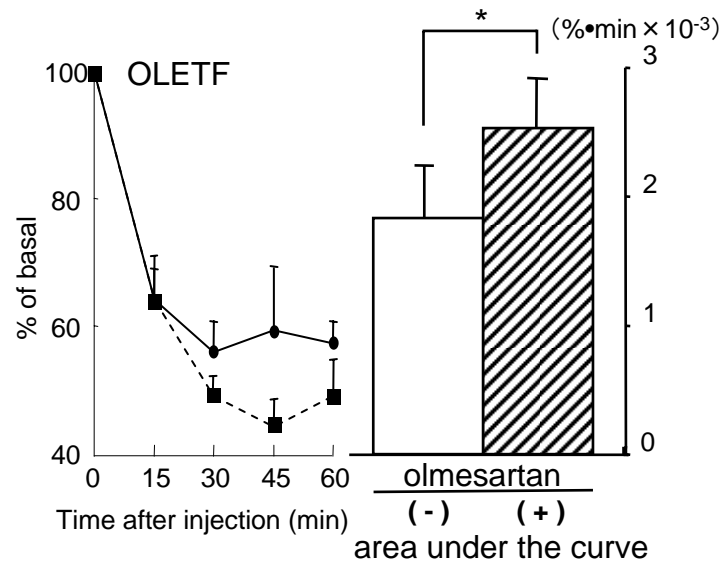 OLETF
100
80
60
40
% of basal
0 15 30 45 60
Time after injection (min)
*
(%•min × 10-3)
3
2
1
0
olmesartan
(-) (+)
area under the curve